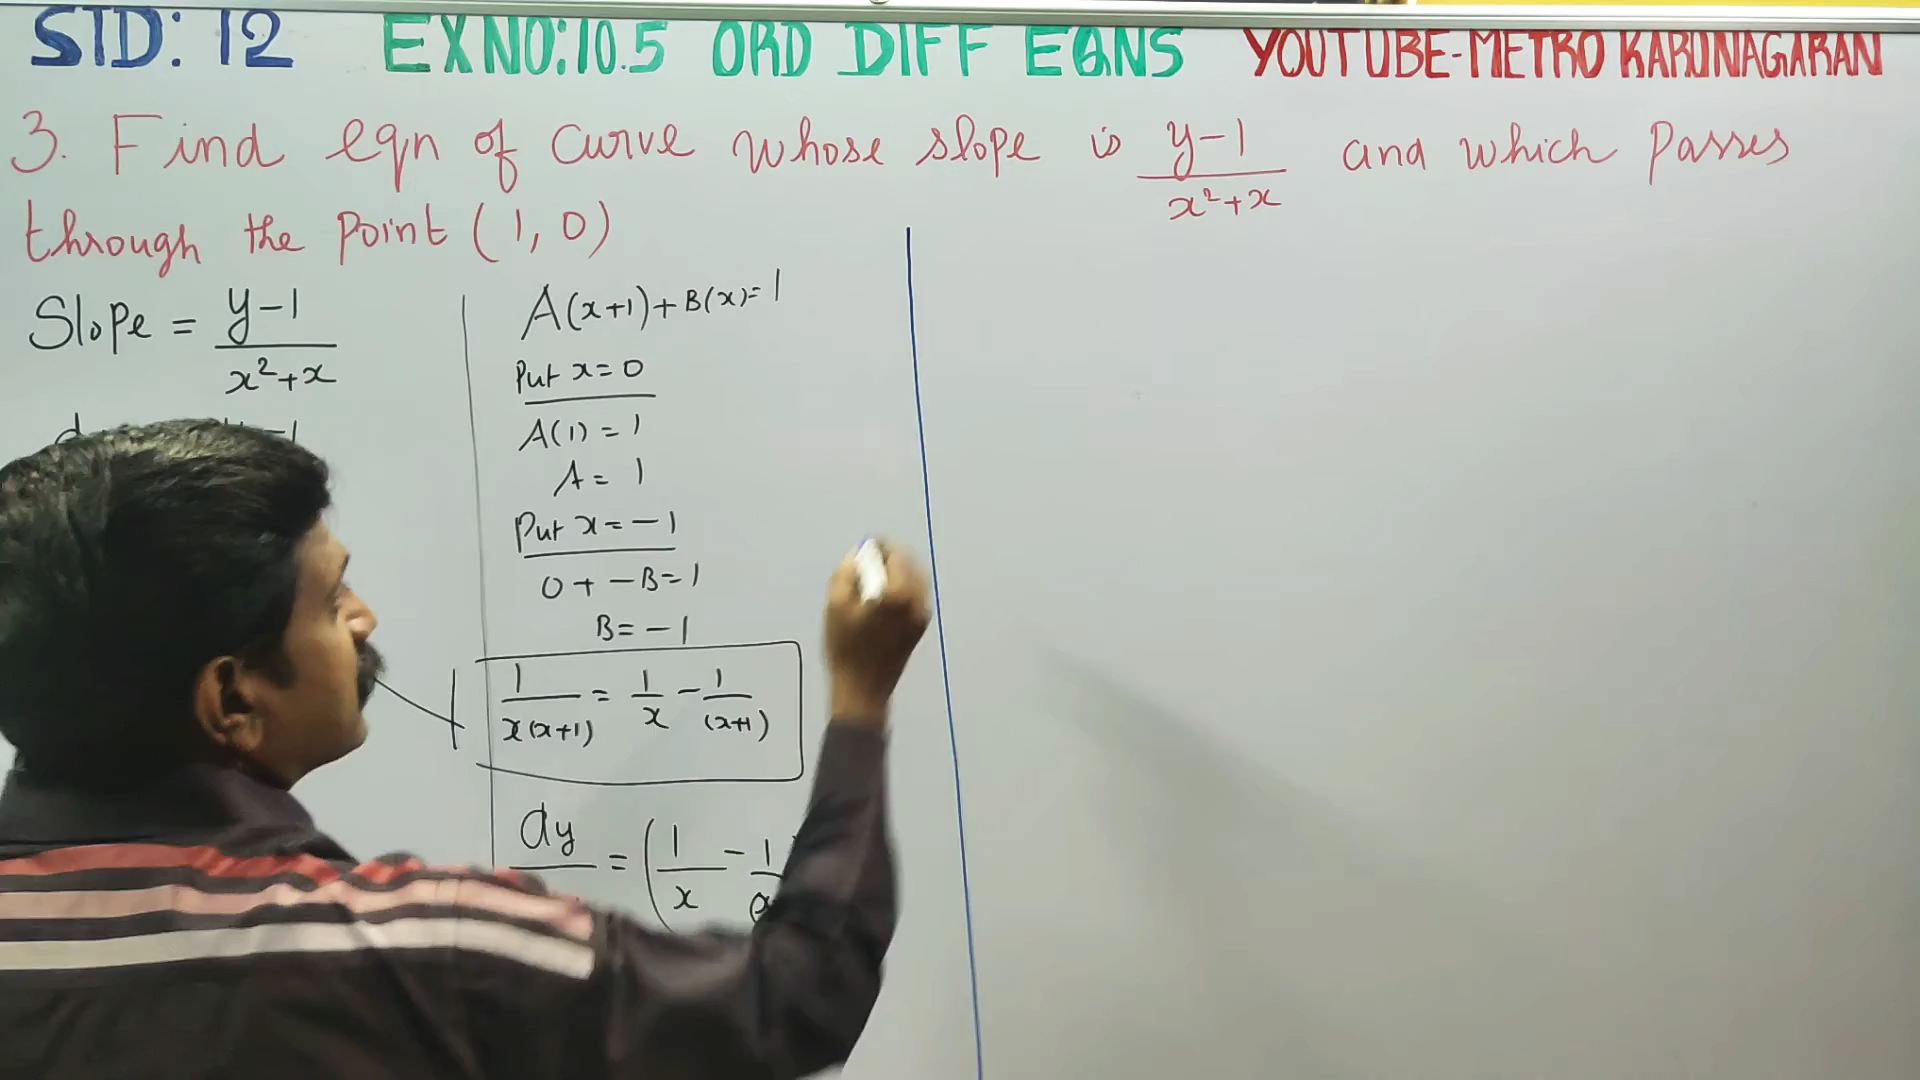 STD: 12 EXNO:10.5 ORD DIFF EQNS YOUTUBE-METRO KARUNAGARAN
3. Find eqn of curve whose slope is (y-1)/(x²+x) and which passes
through the point (1, 0)
Slope = (y-1)/(x²+x)
A(x+1)+B(x)=1
Put x=0
A(1) = 1
A = 1
Put x=-1
0+ -B=1
B=-1
1/(x(x+1)) = 1/x - 1/(x+1)
dy = (1/x - 1